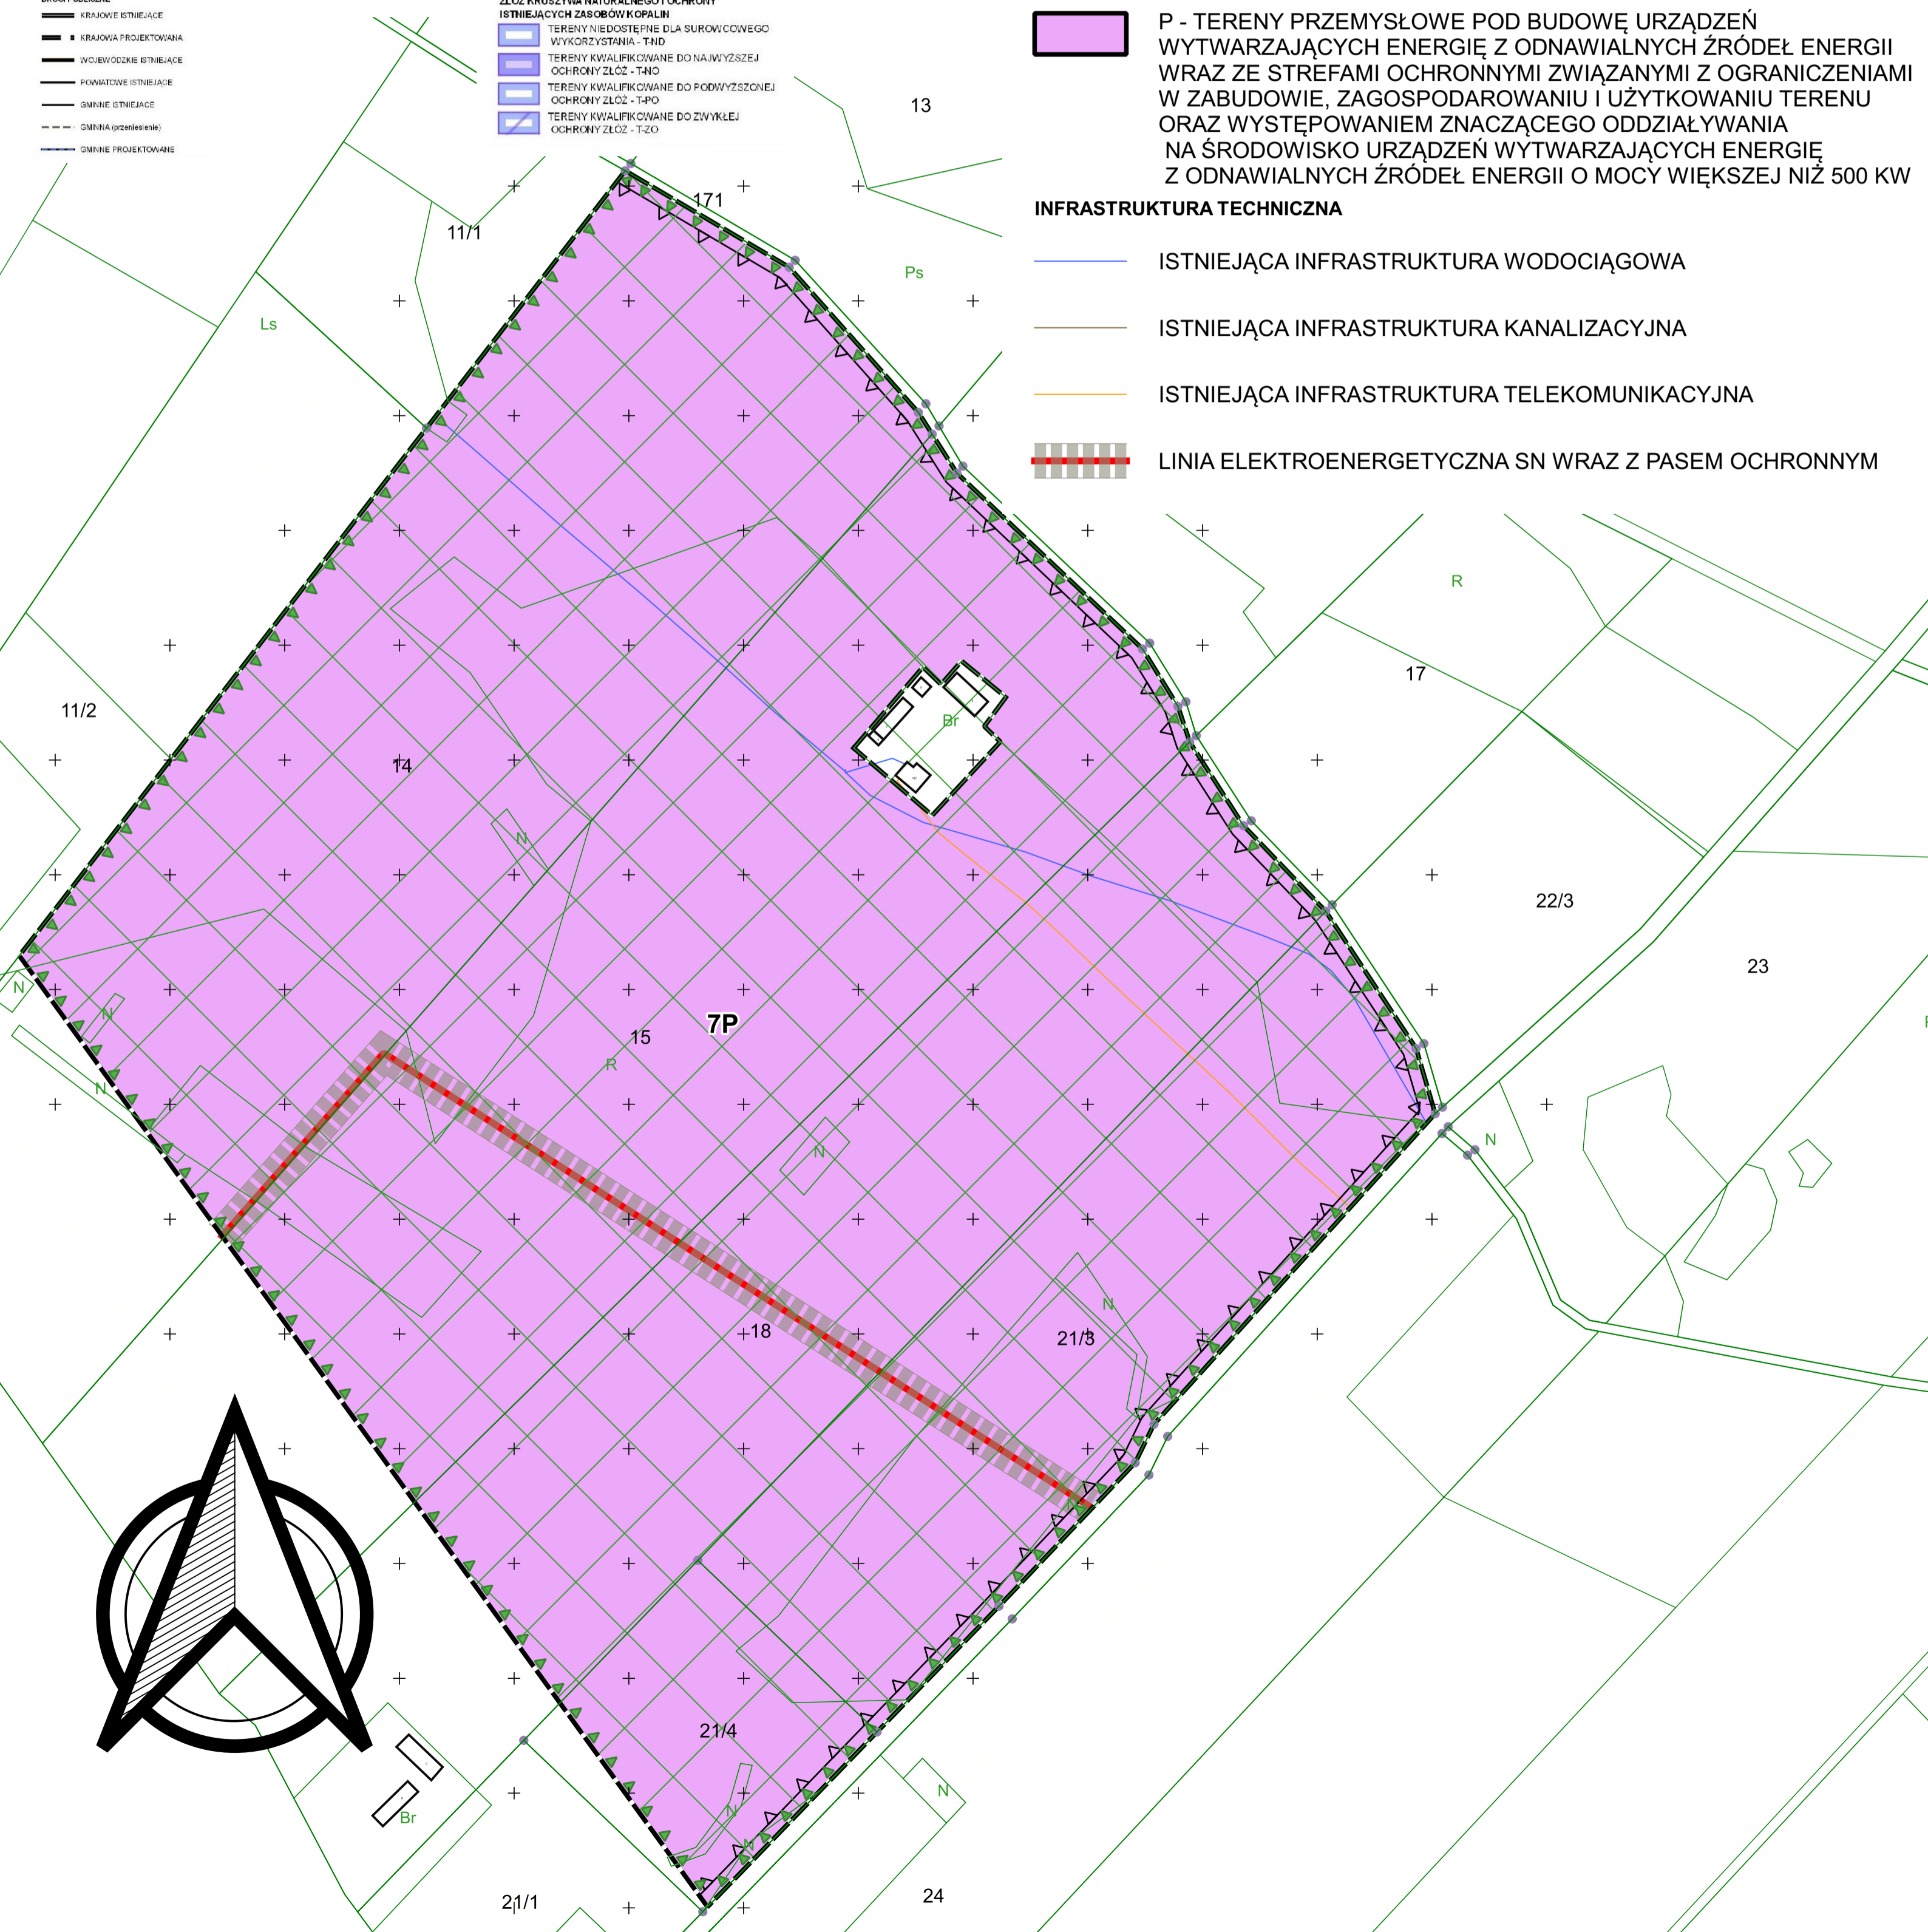 KRAJOWE ISTNIEJĄCE
KRAJOWA PROJEKTOWANA
WOJEWÓDZKIE ISTNIEJĄCE
POWIATOWE ISTNIEJĄCE
GMINNE ISTNIEJĄCE
GMINNA (przeniesienie)
GMINNE PROJEKTOWANE
ZŁÓŻ KRUSZYWA NATURALNEGO I OCHRONY
ISTNIEJĄCYCH ZASOBÓW KOPALIN
TERENY NIEDOSTĘPNE DLA SUROWCOWEGO
WYKORZYSTANIA - T-ND
TERENY KWALIFIKOWANE DO NAJWYŻSZEJ
OCHRONY ZŁÓŻ - T-NO
TERENY KWALIFIKOWANE DO PODWYŻSZONEJ
OCHRONY ZŁÓŻ - T-PO
TERENY KWALIFIKOWANE DO ZWYKŁEJ
OCHRONY ZŁÓŻ - T-ZO
P - TERENY PRZEMYSŁOWE POD BUDOWĘ URZĄDZEŃ
WYTWARZAJĄCYCH ENERGIĘ Z ODNAWIALNYCH ŹRÓDEŁ ENERGII
WRAZ ZE STREFAMI OCHRONNYMI ZWIĄZANYMI Z OGRANICZENIAMI
W ZABUDOWIE, ZAGOSPODAROWANIU I UŻYTKOWANIU TERENU
ORAZ WYSTĘPOWANIEM ZNACZĄCEGO ODDZIAŁYWANIA
NA ŚRODOWISKO URZĄDZEŃ WYTWARZAJĄCYCH ENERGIĘ
Z ODNAWIALNYCH ŹRÓDEŁ ENERGII O MOCY WIĘKSZEJ NIŻ 500 KW
INFRASTRUKTURA TECHNICZNA
ISTNIEJĄCA INFRASTRUKTURA WODOCIĄGOWA
ISTNIEJĄCA INFRASTRUKTURA KANALIZACYJNA
ISTNIEJĄCA INFRASTRUKTURA TELEKOMUNIKACYJNA
LINIA ELEKTROENERGETYCZNA SN WRAZ Z PASEM OCHRONNYM
13
171
11/1
Ps
Ls
R
17
11/2
Br
14
N
22/3
23
N
N
7P
15
R
N
N
N
N
18
21/3
N
21/4
N
Br
N
N
24
21/1